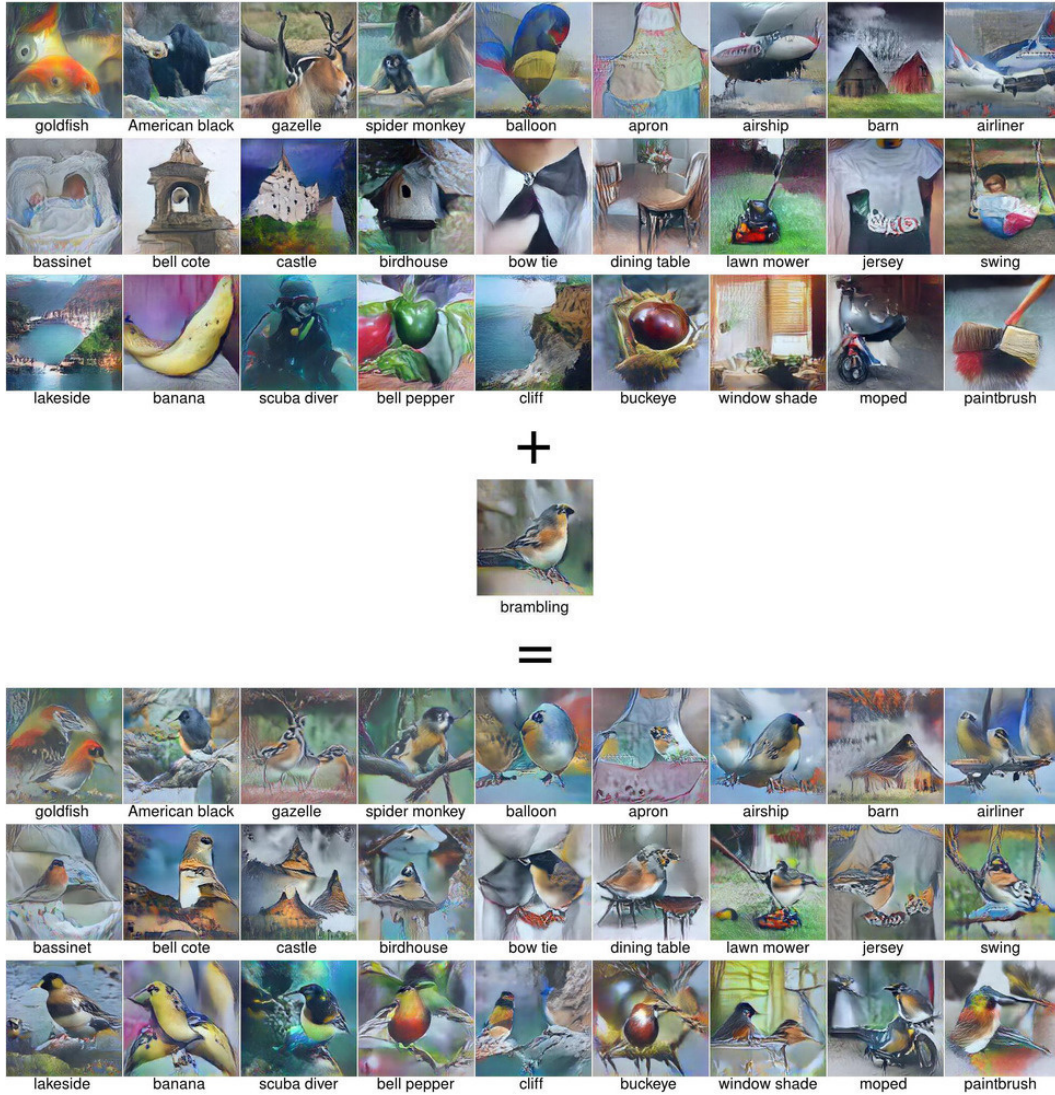 goldfish American black gazelle spider monkey balloon apron airship barn airliner
bassinet bell cote castle birdhouse bow tie dining table lawn mower jersey swing
lakeside banana scuba diver bell pepper cliff buckeye window shade moped paintbrush
+
brambling
=
goldfish American black gazelle spider monkey balloon apron airship barn airliner
bassinet bell cote castle birdhouse bow tie dining table lawn mower jersey swing
lakeside banana scuba diver bell pepper cliff buckeye window shade moped paintbrush